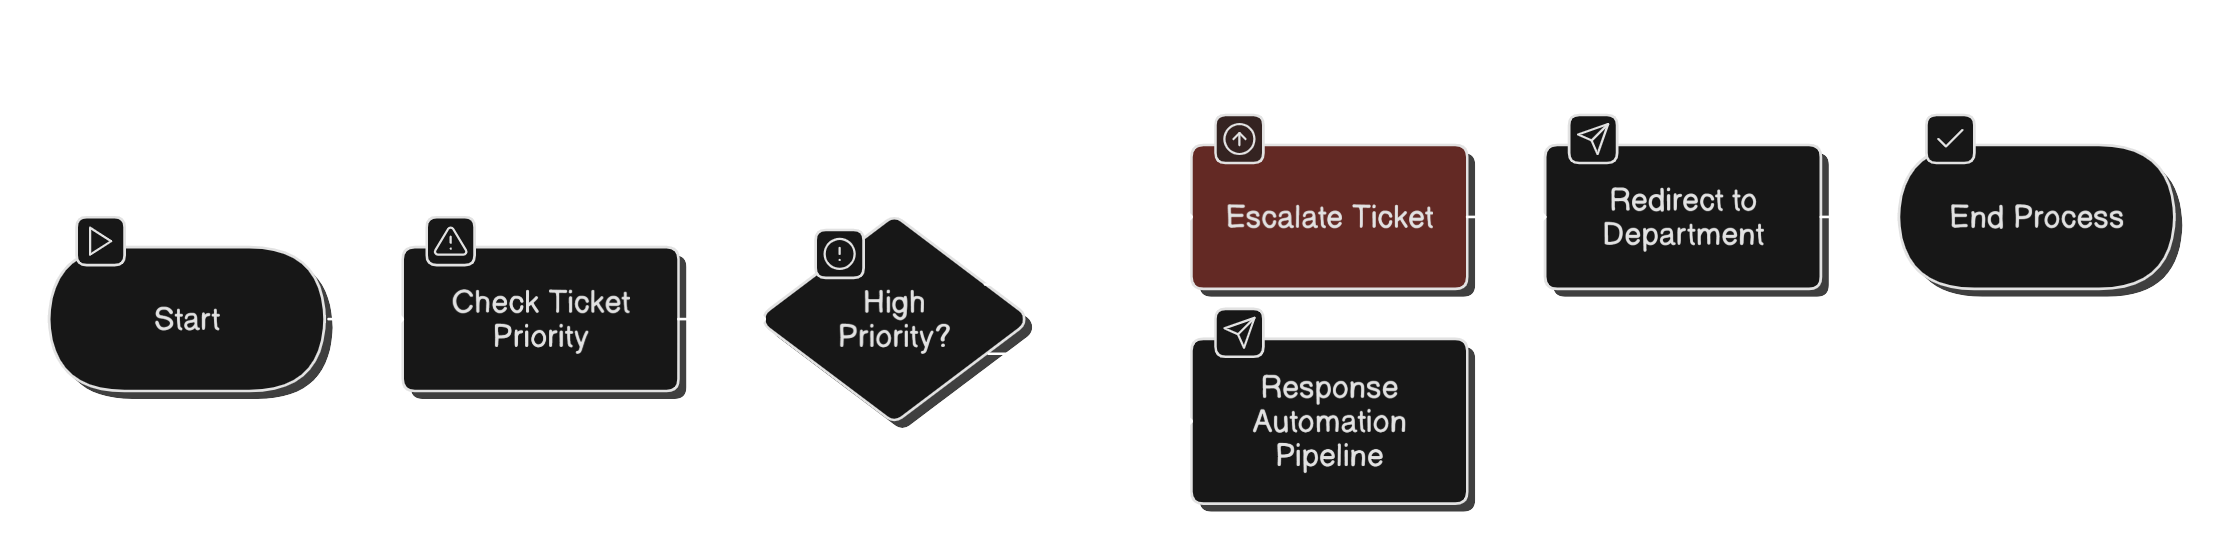 Start
Check Ticket
Priority
High
Priority?
Escalate Ticket
Redirect to
Department
End Process
Response
Automation
Pipeline